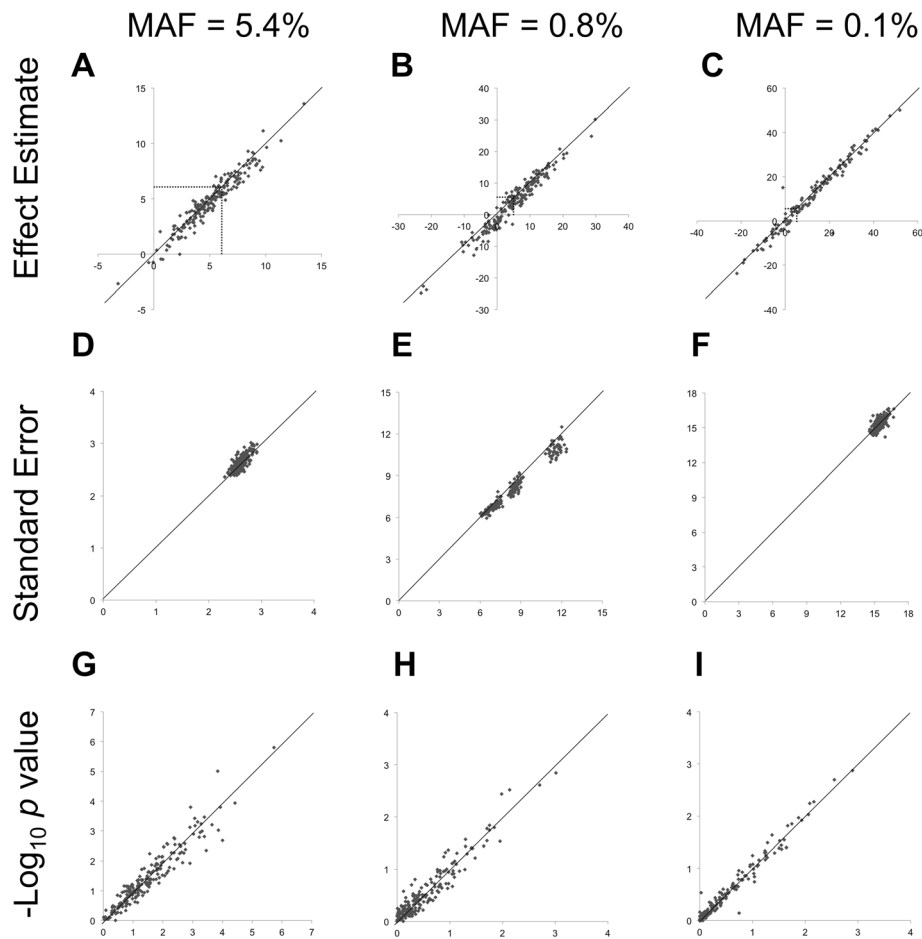 MAF = 5.4% MAF = 0.8% MAF = 0.1%
Effect Estimate
A B C
15 10 5 0 -5
-5 0 5 10 15
40 30 20 10 0 -10 -20 -30
-30 -20 -10 0 10 20 30 40
60 40 20 0 -20 -40
-40 -20 0 20 40 60
Standard Error
D E F
4 3 2 1 0
0 1 2 3 4
15 12 9 6 3 0
0 3 6 9 12 15
18 15 12 9 6 3 0
0 3 6 9 12 15 18
-Log10 p value
G H I
7 6 5 4 3 2 1 0
0 1 2 3 4 5 6 7
4 3 2 1 0
0 1 2 3 4
4 3 2 1 0
0 1 2 3 4